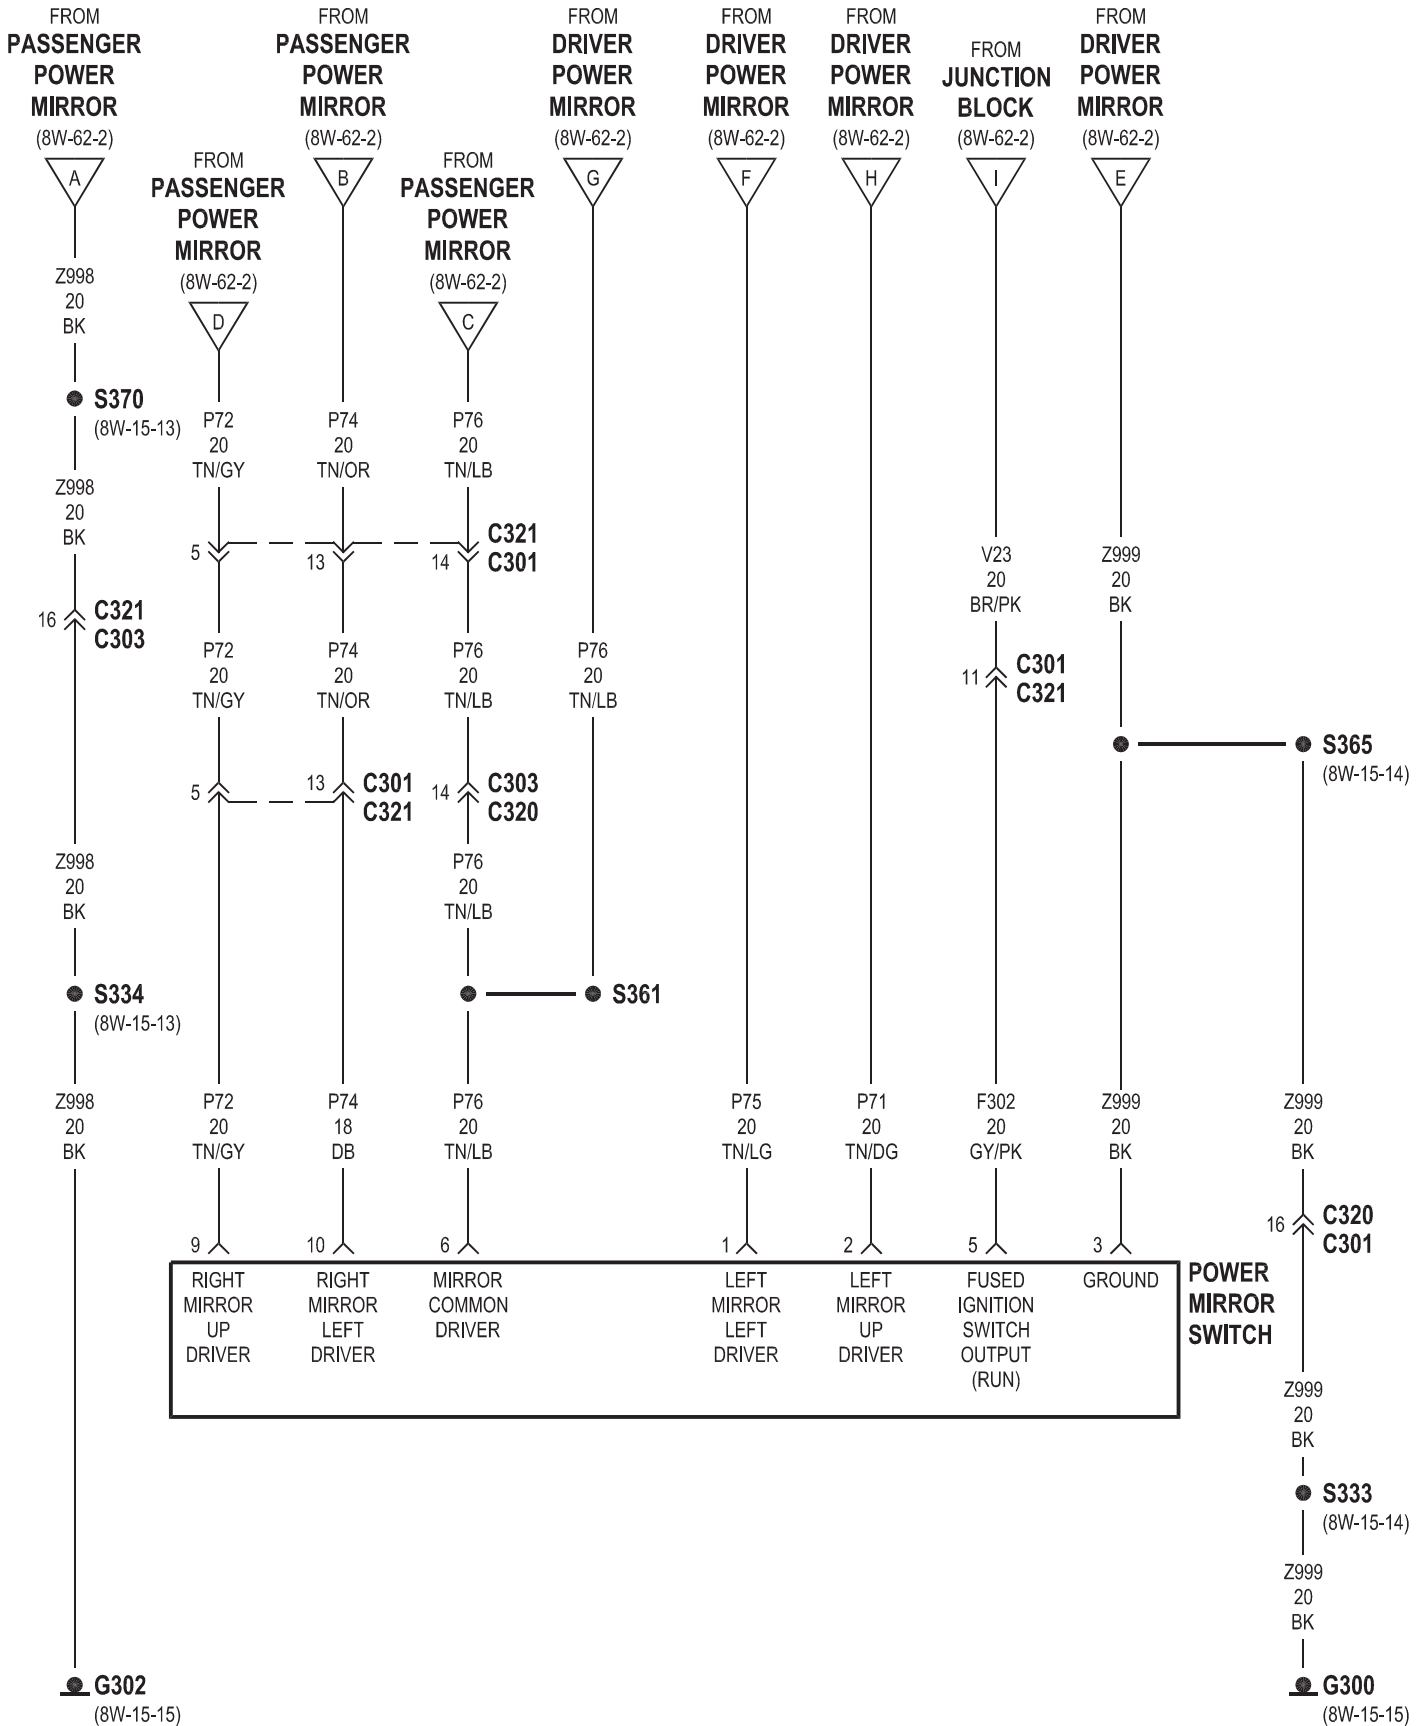 FROM
PASSENGER
POWER
MIRROR
(8W-62-2)
A
FROM
PASSENGER
POWER
MIRROR
(8W-62-2)
D
FROM
PASSENGER
POWER
MIRROR
(8W-62-2)
B
FROM
PASSENGER
POWER
MIRROR
(8W-62-2)
C
FROM
DRIVER
POWER
MIRROR
(8W-62-2)
G
FROM
DRIVER
POWER
MIRROR
(8W-62-2)
F
FROM
DRIVER
POWER
MIRROR
(8W-62-2)
H
FROM
JUNCTION
BLOCK
(8W-62-2)
I
FROM
DRIVER
POWER
MIRROR
(8W-62-2)
E
Z998
20
BK
S370
(8W-15-13)
Z998
20
BK
16
C321
C303
Z998
20
BK
S334
(8W-15-13)
Z998
20
BK
G302
(8W-15-15)
P72
20
TN/GY
5
P72
20
TN/GY
5
P72
20
TN/GY
9
P74
20
TN/OR
13
P74
20
TN/OR
13
C301
C321
P74
18
DB
10
P76
20
TN/LB
14
C321
C301
P76
20
TN/LB
14
C303
C320
P76
20
TN/LB
P76
20
TN/LB
6
P76
20
TN/LB
S361
P75
20
TN/LG
1
P71
20
TN/DG
2
V23
20
BR/PK
11
C301
C321
F302
20
GY/PK
5
Z999
20
BK
Z999
20
BK
3
S365
(8W-15-14)
Z999
20
BK
16
C320
C301
Z999
20
BK
S333
(8W-15-14)
Z999
20
BK
G300
(8W-15-15)
RIGHT
MIRROR
UP
DRIVER
RIGHT
MIRROR
LEFT
DRIVER
MIRROR
COMMON
DRIVER
LEFT
MIRROR
LEFT
DRIVER
LEFT
MIRROR
UP
DRIVER
FUSED
IGNITION
SWITCH
OUTPUT
(RUN)
GROUND
POWER
MIRROR
SWITCH